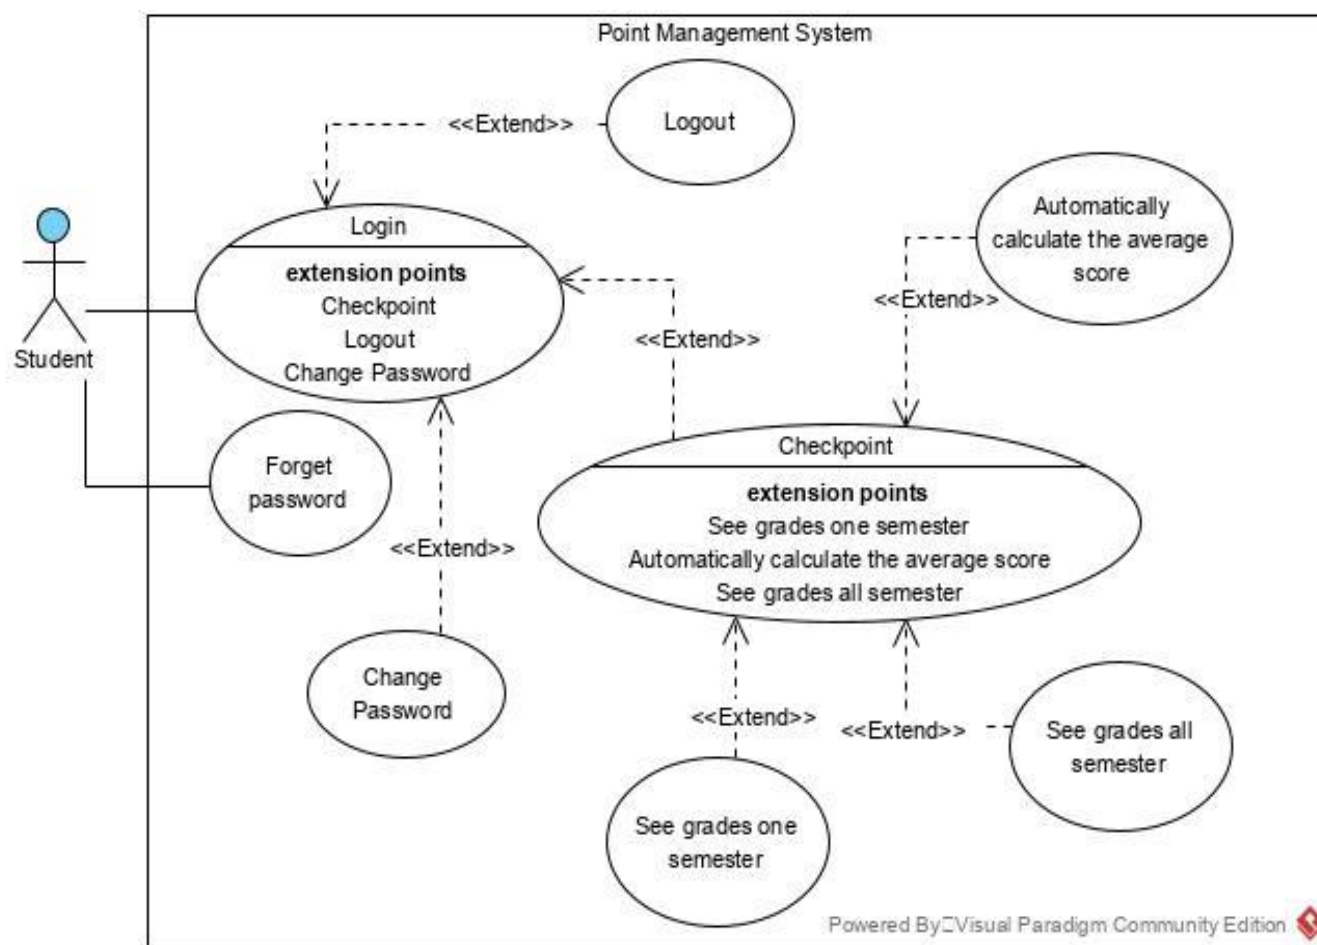 Point Management System
<<Extend>>
Logout
Automatically
calculate the average
score
Login
extension points
Checkpoint
Logout
Change Password
<<Extend>>
<<Extend>>
Student
Forget
password
Checkpoint
extension points
See grades one semester
Automatically calculate the average score
See grades all semester
<<Extend>>
Change
Password
<<Extend>>
<<Extend>>
See grades all
semester
See grades one
semester
Powered By Visual Paradigm Community Edition